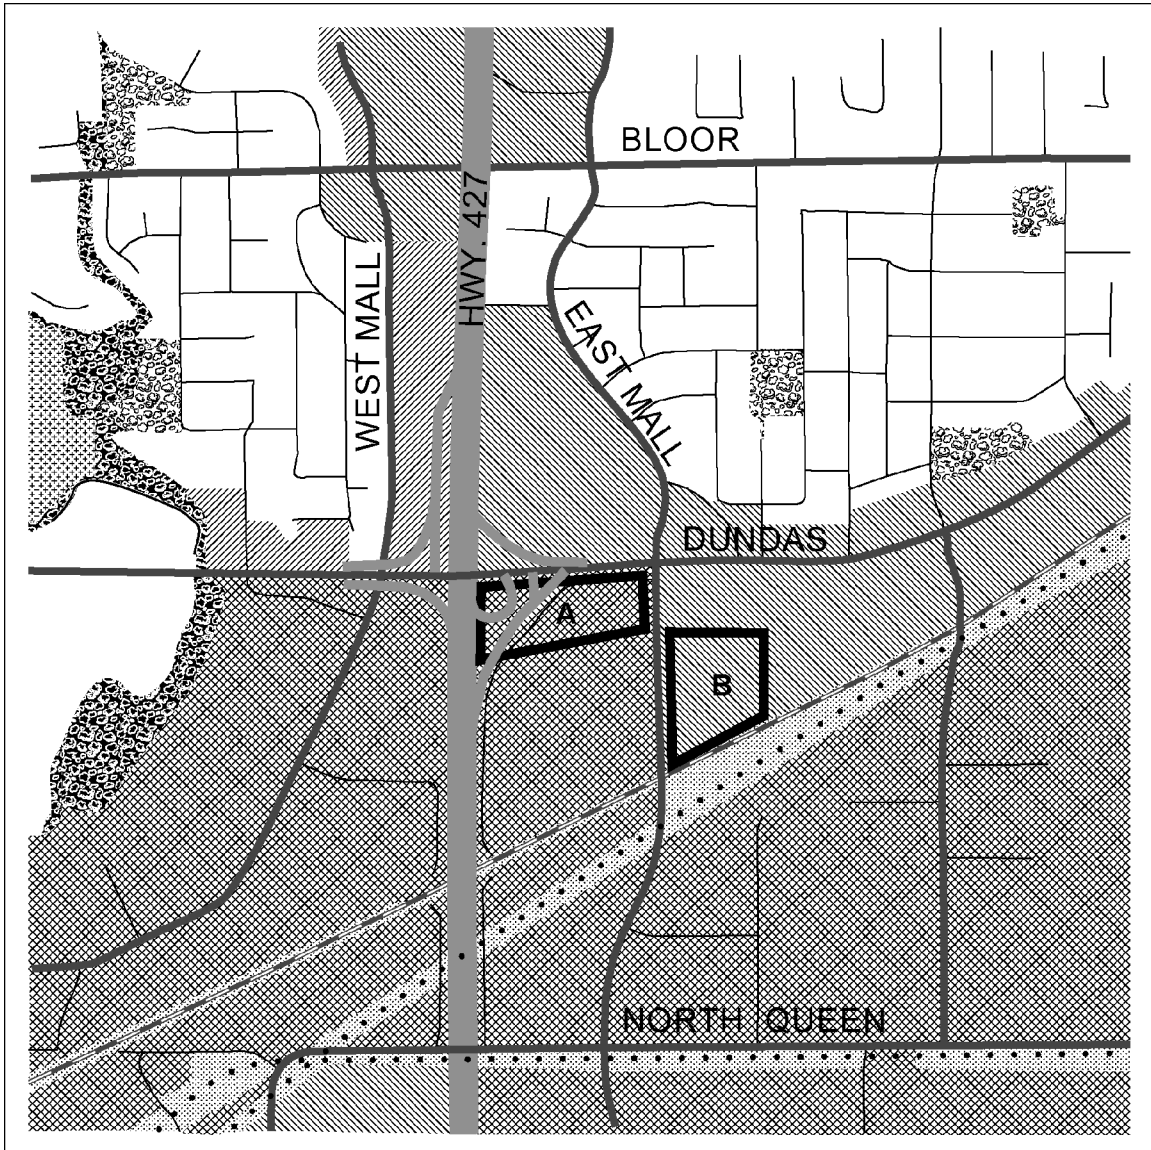 BLOOR
HWY. 427
WEST MALL
EAST MALL
DUNDAS
A
B
NORTH QUEEN